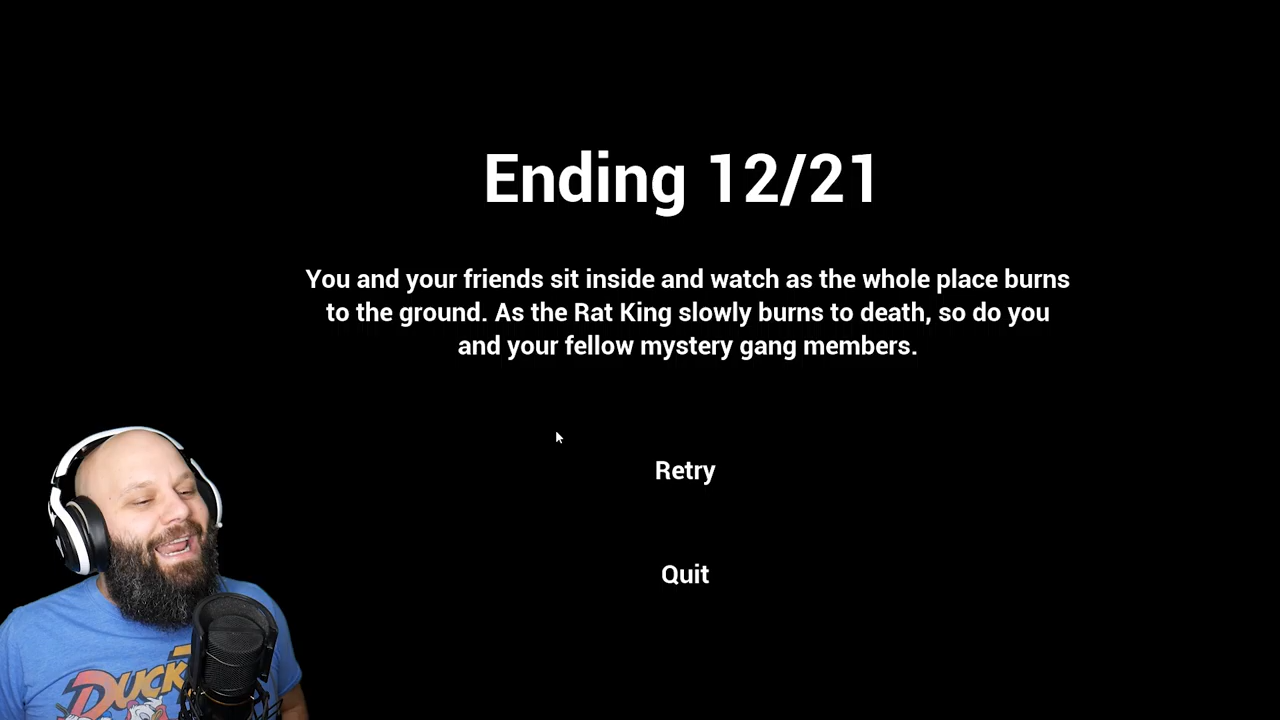 Ending 12/21
You and your friends sit inside and watch as the whole place burns
to the ground. As the Rat King slowly burns to death, so do you
and your fellow mystery gang members.
Retry
Quit
DUCK